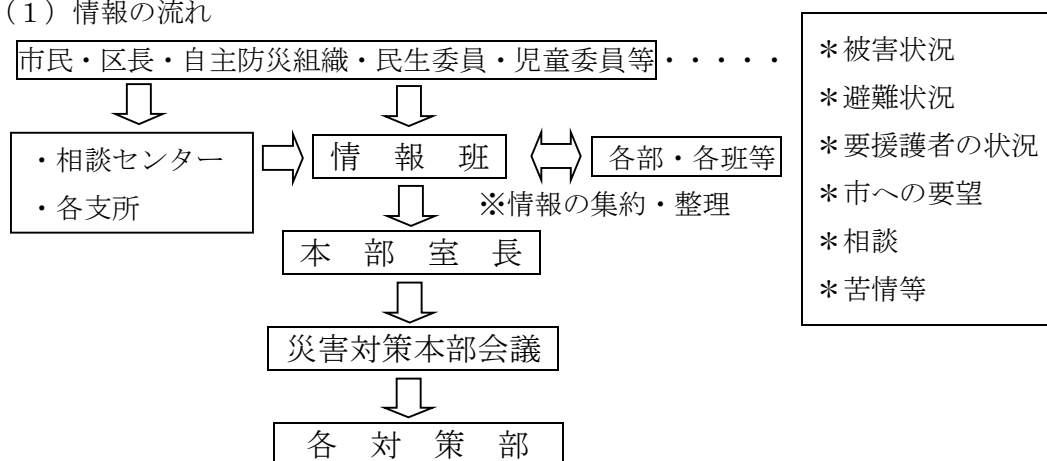 （１）情報の流れ
市民・区長・自主防災組織・民生委員・児童委員等・・・・・
＊被害状況
＊避難状況
＊要援護者の状況
＊市への要望
＊相談
＊苦情等
・相談センター
・各支所
情報班
各部・各班等
※情報の集約・整理
本部室長
災害対策本部会議
各対策部